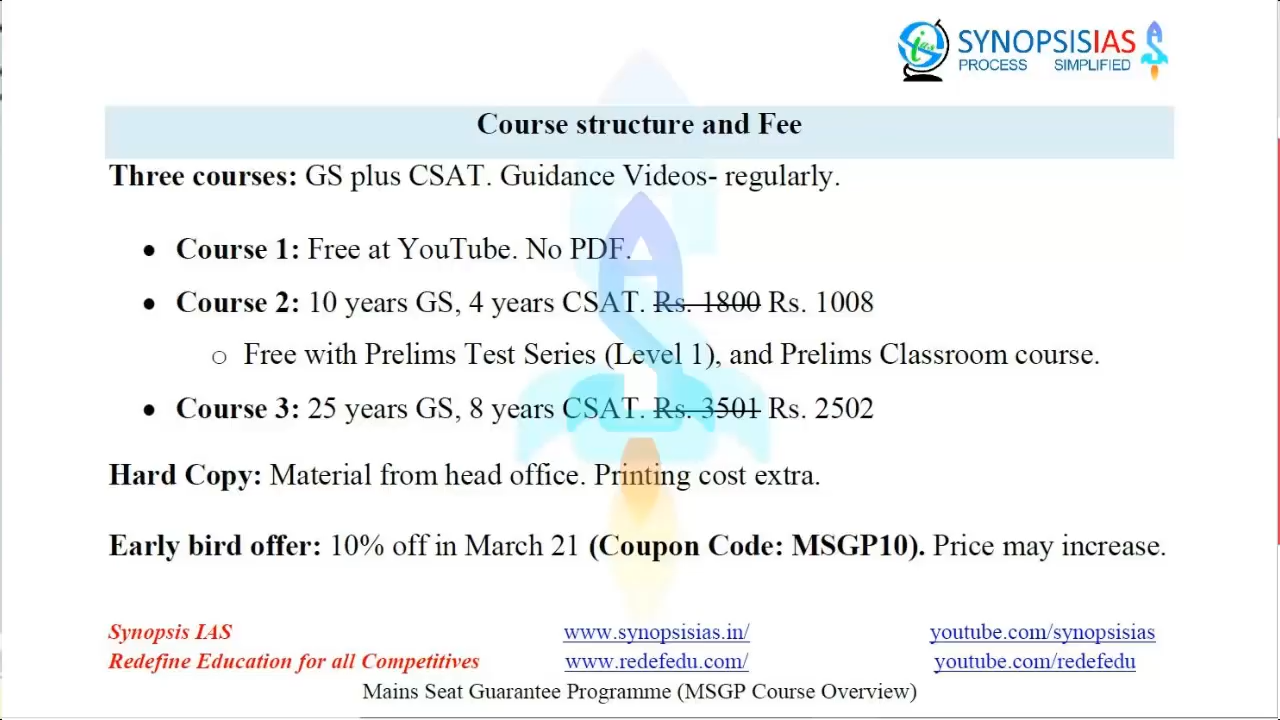 SYNOPSISIAS
PROCESS SIMPLIFIED
Course structure and Fee
Three courses: GS plus CSAT. Guidance Videos- regularly.
• Course 1: Free at YouTube. No PDF.
• Course 2: 10 years GS, 4 years CSAT. Rs. 1800 Rs. 1008
o Free with Prelims Test Series (Level 1), and Prelims Classroom course.
• Course 3: 25 years GS, 8 years CSAT. Rs. 3501 Rs. 2502
Hard Copy: Material from head office. Printing cost extra.
Early bird offer: 10% off in March 21 (Coupon Code: MSGP10). Price may increase.
Synopsis IAS www.synopsisias.in/ youtube.com/synopsisias
Redefine Education for all Competitives www.redefedu.com/ youtube.com/redefedu
Mains Seat Guarantee Programme (MSGP Course Overview)